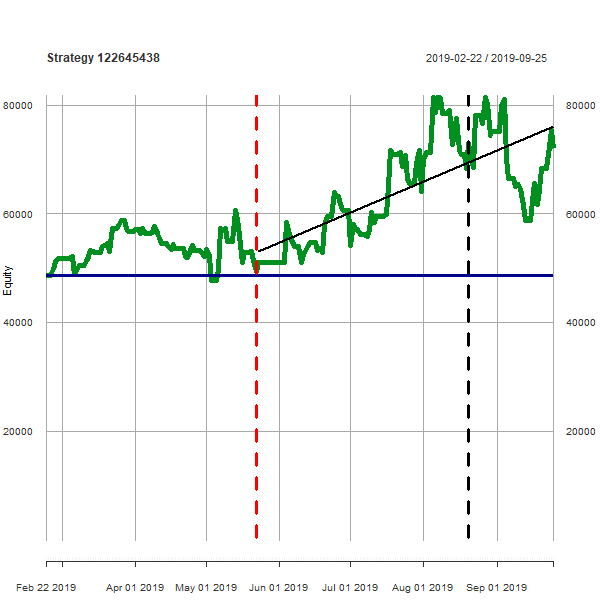 Strategy 122645438
2019-02-22 / 2019-09-25
80000
80000
60000
60000
Equity
40000
40000
20000
20000
Feb 22 2019
Apr 01 2019
May 01 2019
Jun 01 2019
Jul 01 2019
Aug 01 2019
Sep 01 2019